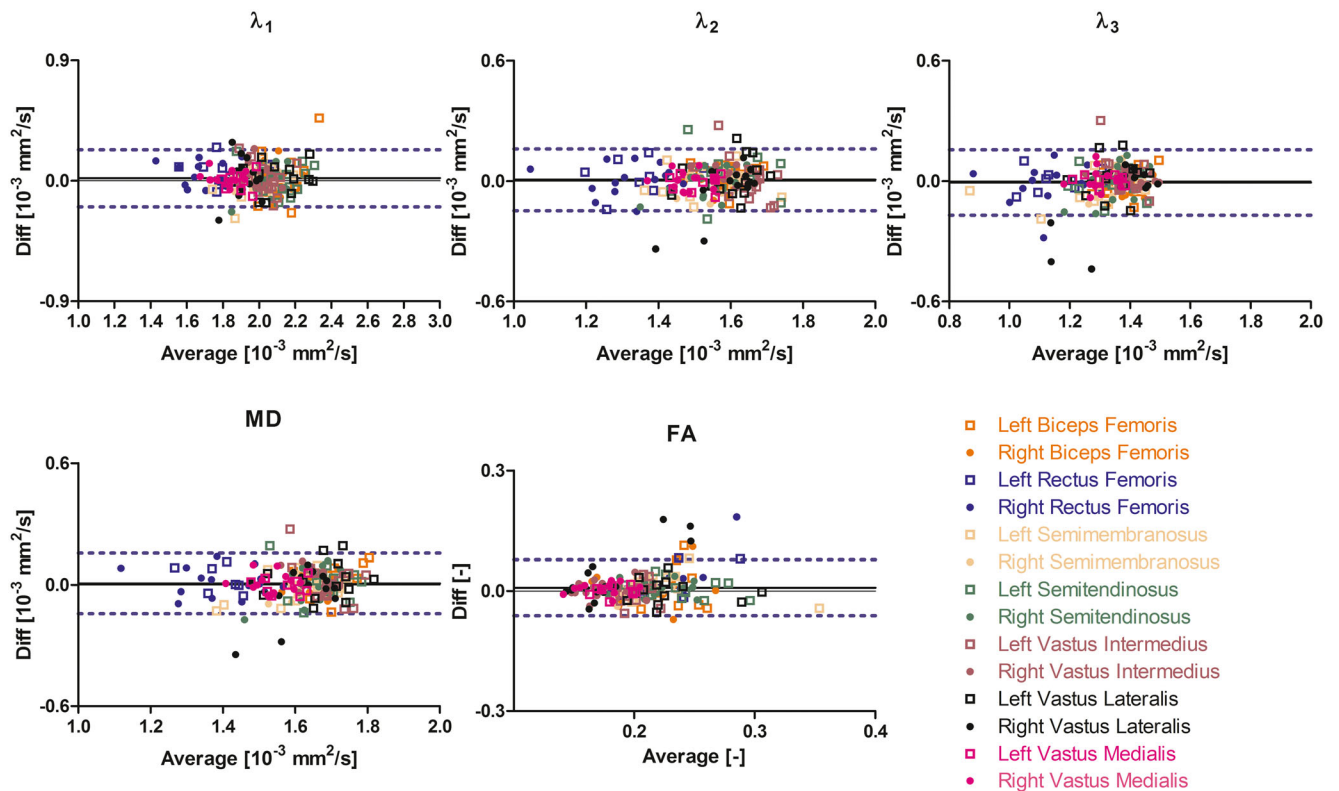 λ1
0.9
0.0
-0.9
Diff [10-3 mm2/s]
1.0 1.2 1.4 1.6 1.8 2.0 2.2 2.4 2.6 2.8 3.0
Average [10-3 mm2/s]
λ2
0.6
0.0
-0.6
Diff [10-3 mm2/s]
1.0 1.2 1.4 1.6 1.8 2.0
Average [10-3 mm2/s]
λ3
0.6
0.0
-0.6
Diff [10-3 mm2/s]
0.8 1.0 1.2 1.4 1.6 1.8 2.0
Average [10-3 mm2/s]
MD
0.6
0.0
-0.6
Diff [10-3 mm2/s]
1.0 1.2 1.4 1.6 1.8 2.0
Average [10-3 mm2/s]
FA
0.3
0.0
-0.3
Diff [-]
0.2 0.3 0.4
Average [-]
Left Biceps Femoris
Right Biceps Femoris
Left Rectus Femoris
Right Rectus Femoris
Left Semimembranosus
Right Semimembranosus
Left Semitendinosus
Right Semitendinosus
Left Vastus Intermedius
Right Vastus Intermedius
Left Vastus Lateralis
Right Vastus Lateralis
Left Vastus Medialis
Right Vastus Medialis